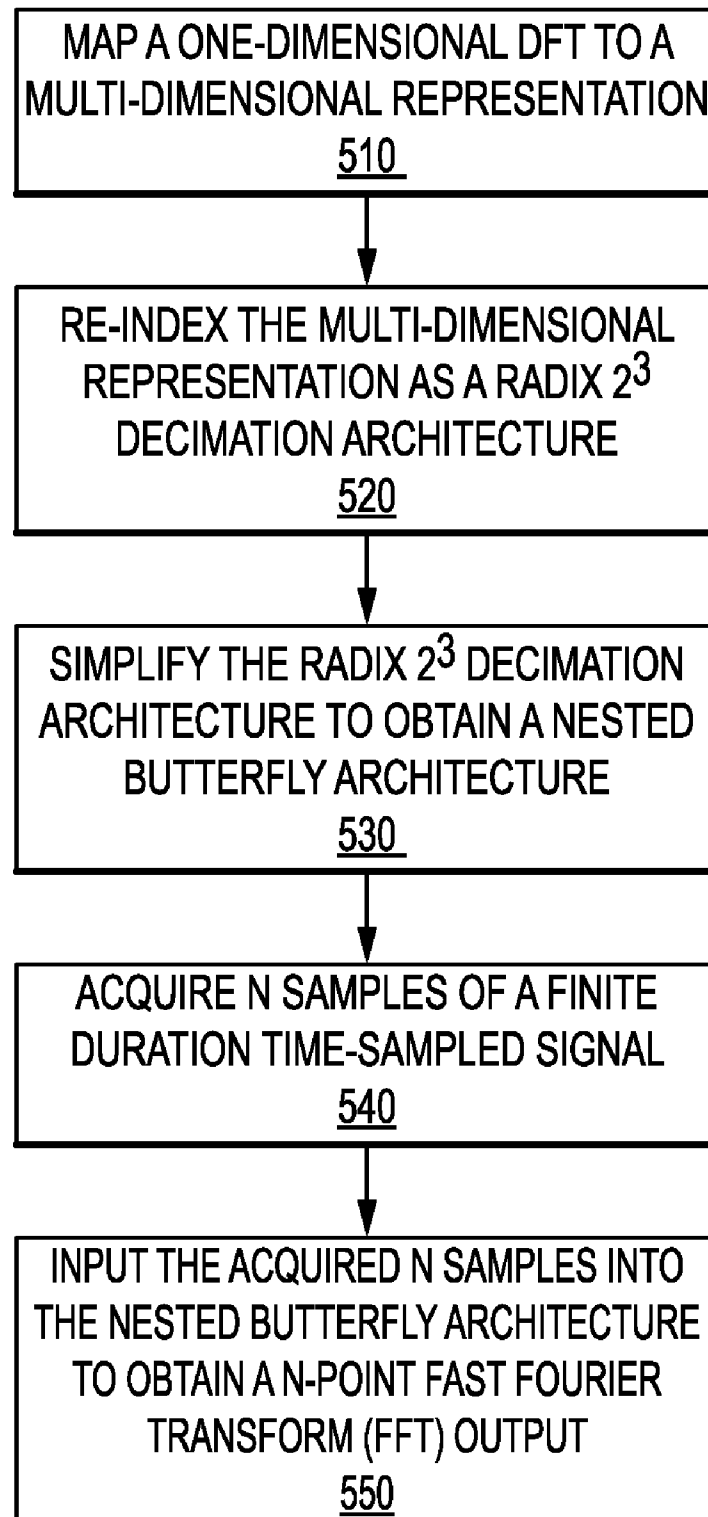 MAP A ONE-DIMENSIONAL DFT TO A
MULTI-DIMENSIONAL REPRESENTATION
510
RE-INDEX THE MULTI-DIMENSIONAL
REPRESENTATION AS A RADIX 2³
DECIMATION ARCHITECTURE
520
SIMPLIFY THE RADIX 2³ DECIMATION
ARCHITECTURE TO OBTAIN A NESTED
BUTTERFLY ARCHITECTURE
530
ACQUIRE N SAMPLES OF A FINITE
DURATION TIME-SAMPLED SIGNAL
540
INPUT THE ACQUIRED N SAMPLES INTO
THE NESTED BUTTERFLY ARCHITECTURE
TO OBTAIN A N-POINT FAST FOURIER
TRANSFORM (FFT) OUTPUT
550